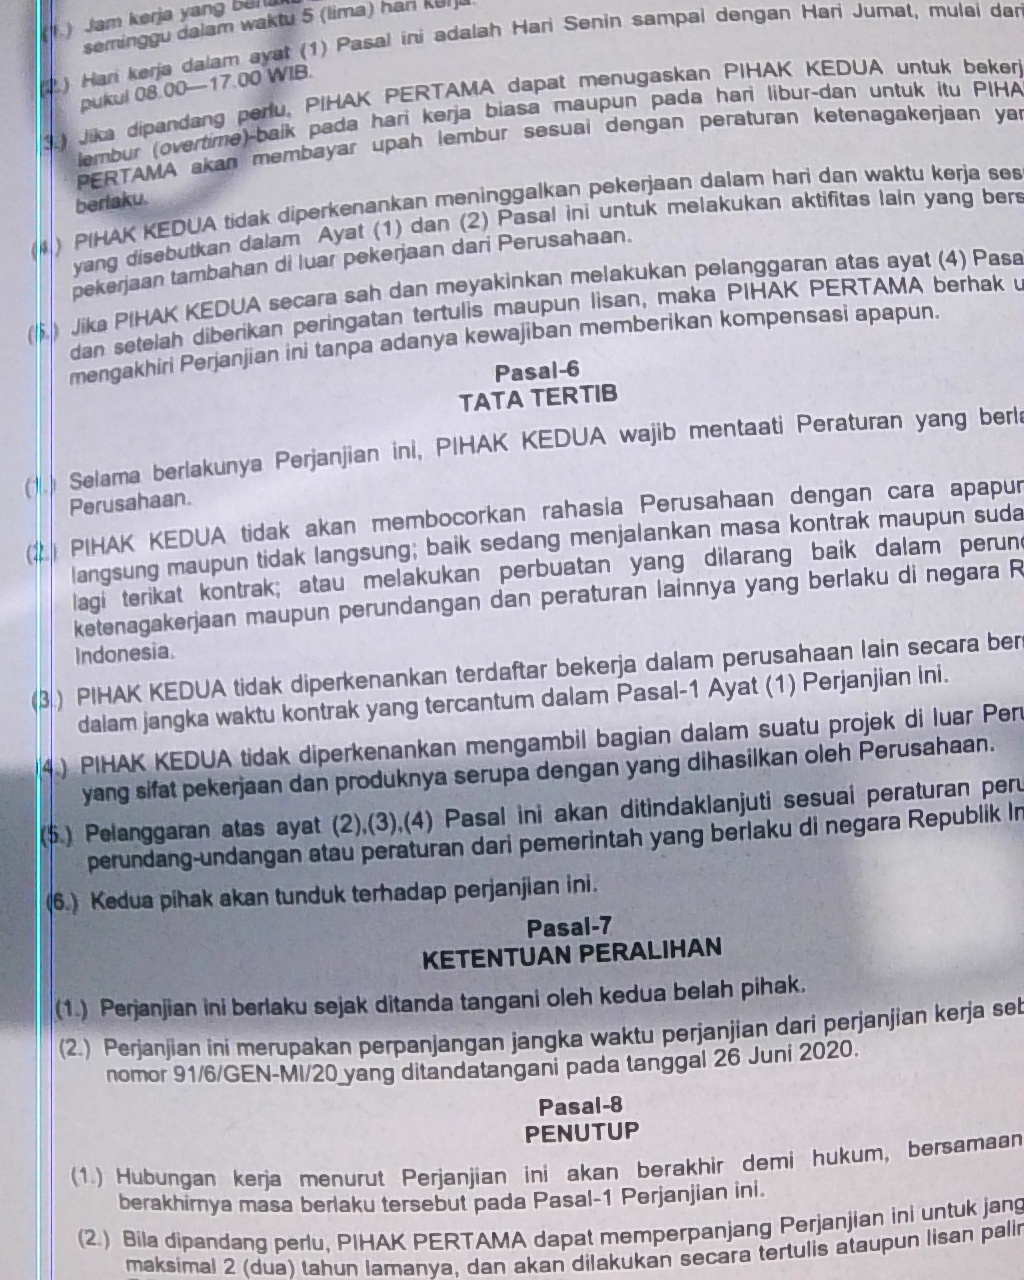 (1.) Jam kerja yang
seminggu dalam waktu 5 (lima) hari kerja.
(2.) Hari kerja dalam ayat (1) Pasal ini adalah Hari Senin sampai dengan Hari Jumat, mulai dari
pukul 08.00—17.00 WIB.
3.) Jika dipandang perlu, PIHAK PERTAMA dapat menugaskan PIHAK KEDUA untuk bekerj
lembur (overtime)-baik pada hari kerja biasa maupun pada hari libur-dan untuk itu PIHA
PERTAMA akan membayar upah lembur sesuai dengan peraturan ketenagakerjaan yan
berlaku.
(4.) PIHAK KEDUA tidak diperkenankan meninggalkan pekerjaan dalam hari dan waktu kerja ses
yang disebutkan dalam Ayat (1) dan (2) Pasal ini untuk melakukan aktifitas lain yang bers
pekerjaan tambahan di luar pekerjaan dari Perusahaan.
(5.) Jika PIHAK KEDUA secara sah dan meyakinkan melakukan pelanggaran atas ayat (4) Pasa
dan setelah diberikan peringatan tertulis maupun lisan, maka PIHAK PERTAMA berhak u
mengakhiri Perjanjian ini tanpa adanya kewajiban memberikan kompensasi apapun.
Pasal-6
TATA TERTIB
(1.) Selama berlakunya Perjanjian ini, PIHAK KEDUA wajib mentaati Peraturan yang berla
Perusahaan.
(2.) PIHAK KEDUA tidak akan membocorkan rahasia Perusahaan dengan cara apapun
langsung maupun tidak langsung; baik sedang menjalankan masa kontrak maupun suda
lagi terikat kontrak; atau melakukan perbuatan yang dilarang baik dalam perund
ketenagakerjaan maupun perundangan dan peraturan lainnya yang berlaku di negara R
Indonesia.
(3.) PIHAK KEDUA tidak diperkenankan terdaftar bekerja dalam perusahaan lain secara bers
dalam jangka waktu kontrak yang tercantum dalam Pasal-1 Ayat (1) Perjanjian ini.
(4.) PIHAK KEDUA tidak diperkenankan mengambil bagian dalam suatu projek di luar Peru
yang sifat pekerjaan dan produknya serupa dengan yang dihasilkan oleh Perusahaan.
(5.) Pelanggaran atas ayat (2),(3),(4) Pasal ini akan ditindaklanjuti sesuai peraturan peru
perundang-undangan atau peraturan dari pemerintah yang berlaku di negara Republik In
(6.) Kedua pihak akan tunduk terhadap perjanjian ini.
Pasal-7
KETENTUAN PERALIHAN
(1.) Perjanjian ini berlaku sejak ditanda tangani oleh kedua belah pihak.
(2.) Perjanjian ini merupakan perpanjangan jangka waktu perjanjian dari perjanjian kerja seb
nomor 91/6/GEN-MI/20 yang ditandatangani pada tanggal 26 Juni 2020.
Pasal-8
PENUTUP
(1.) Hubungan kerja menurut Perjanjian ini akan berakhir demi hukum, bersamaan
berakhirnya masa berlaku tersebut pada Pasal-1 Perjanjian ini.
(2.) Bila dipandang perlu, PIHAK PERTAMA dapat memperpanjang Perjanjian ini untuk jang
maksimal 2 (dua) tahun lamanya, dan akan dilakukan secara tertulis ataupun lisan palin